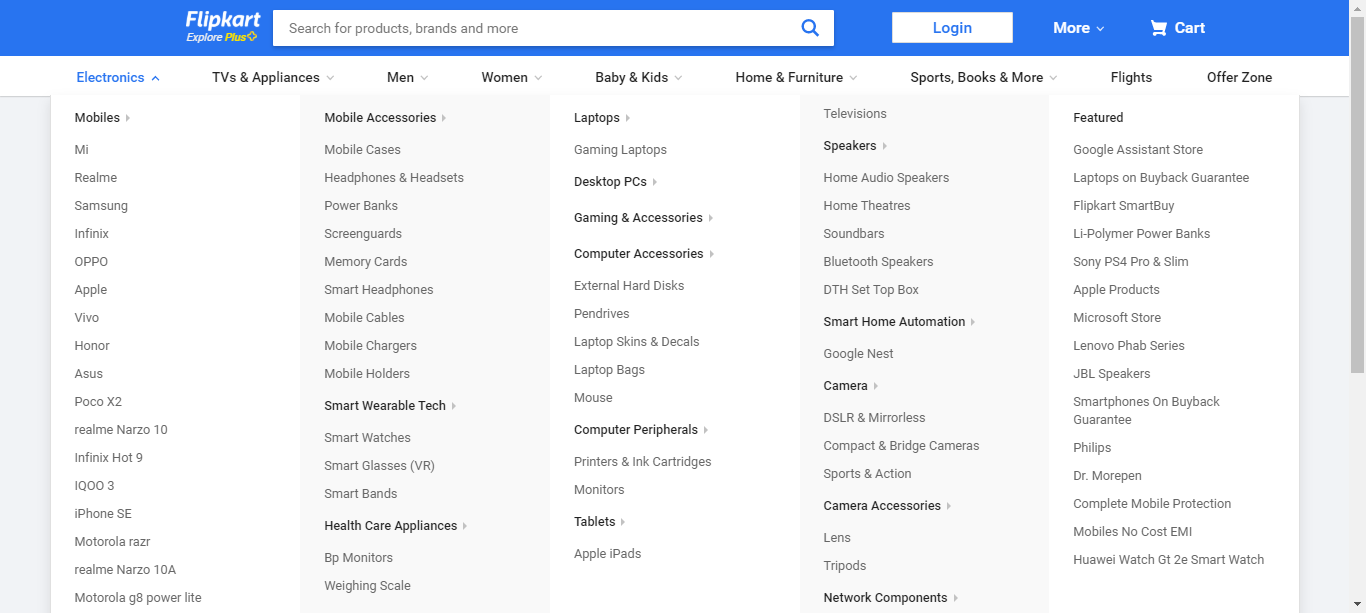 Flipkart
Explore Plus
Search for products, brands and more
Login
More
Cart
Electronics
TVs & Appliances
Men
Women
Baby & Kids
Home & Furniture
Sports, Books & More
Flights
Offer Zone
Mobiles
Mi
Realme
Samsung
Infinix
OPPO
Apple
Vivo
Honor
Asus
Poco X2
realme Narzo 10
Infinix Hot 9
IQOO 3
iPhone SE
Motorola razr
realme Narzo 10A
Motorola g8 power lite
Mobile Accessories
Mobile Cases
Headphones & Headsets
Power Banks
Screenguards
Memory Cards
Smart Headphones
Mobile Cables
Mobile Chargers
Mobile Holders
Smart Wearable Tech
Smart Watches
Smart Glasses (VR)
Smart Bands
Health Care Appliances
Bp Monitors
Weighing Scale
Laptops
Gaming Laptops
Desktop PCs
Gaming & Accessories
Computer Accessories
External Hard Disks
Pendrives
Laptop Skins & Decals
Laptop Bags
Mouse
Computer Peripherals
Printers & Ink Cartridges
Monitors
Tablets
Apple iPads
Televisions
Speakers
Home Audio Speakers
Home Theatres
Soundbars
Bluetooth Speakers
DTH Set Top Box
Smart Home Automation
Google Nest
Camera
DSLR & Mirrorless
Compact & Bridge Cameras
Sports & Action
Camera Accessories
Lens
Tripods
Network Components
Featured
Google Assistant Store
Laptops on Buyback Guarantee
Flipkart SmartBuy
Li-Polymer Power Banks
Sony PS4 Pro & Slim
Apple Products
Microsoft Store
Lenovo Phab Series
JBL Speakers
Smartphones On Buyback
Guarantee
Philips
Dr. Morepen
Complete Mobile Protection
Mobiles No Cost EMI
Huawei Watch Gt 2e Smart Watch